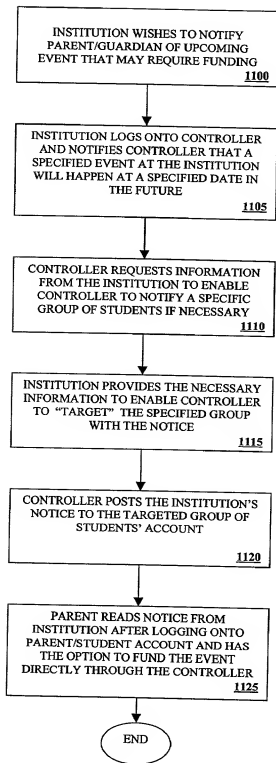 INSTITUTION WISHES TO NOTIFY
PARENT/GUARDIAN OF UPCOMING
EVENT THAT MAY REQUIRE FUNDING
1100
INSTITUTION LOGS ONTO CONTROLLER
AND NOTIFIES CONTROLLER THAT A
SPECIFIED EVENT AT THE INSTITUTION
WILL HAPPEN AT A SPECIFIED DATE IN
THE FUTURE
1105
CONTROLLER REQUESTS INFORMATION
FROM THE INSTITUTION TO ENABLE
CONTROLLER TO NOTIFY A SPECIFIC
GROUP OF STUDENTS IF NECESSARY
1110
INSTITUTION PROVIDES THE NECESSARY
INFORMATION TO ENABLE CONTROLLER
TO “TARGET” THE SPECIFIED GROUP
WITH THE NOTICE
1115
CONTROLLER POSTS THE INSTITUTION’S
NOTICE TO THE TARGETED GROUP OF
STUDENTS’ ACCOUNT
1120
PARENT READS NOTICE FROM
INSTITUTION AFTER LOGGING ONTO
PARENT/STUDENT ACCOUNT AND HAS
THE OPTION TO FUND THE EVENT
DIRECTLY THROUGH THE CONTROLLER
1125
END